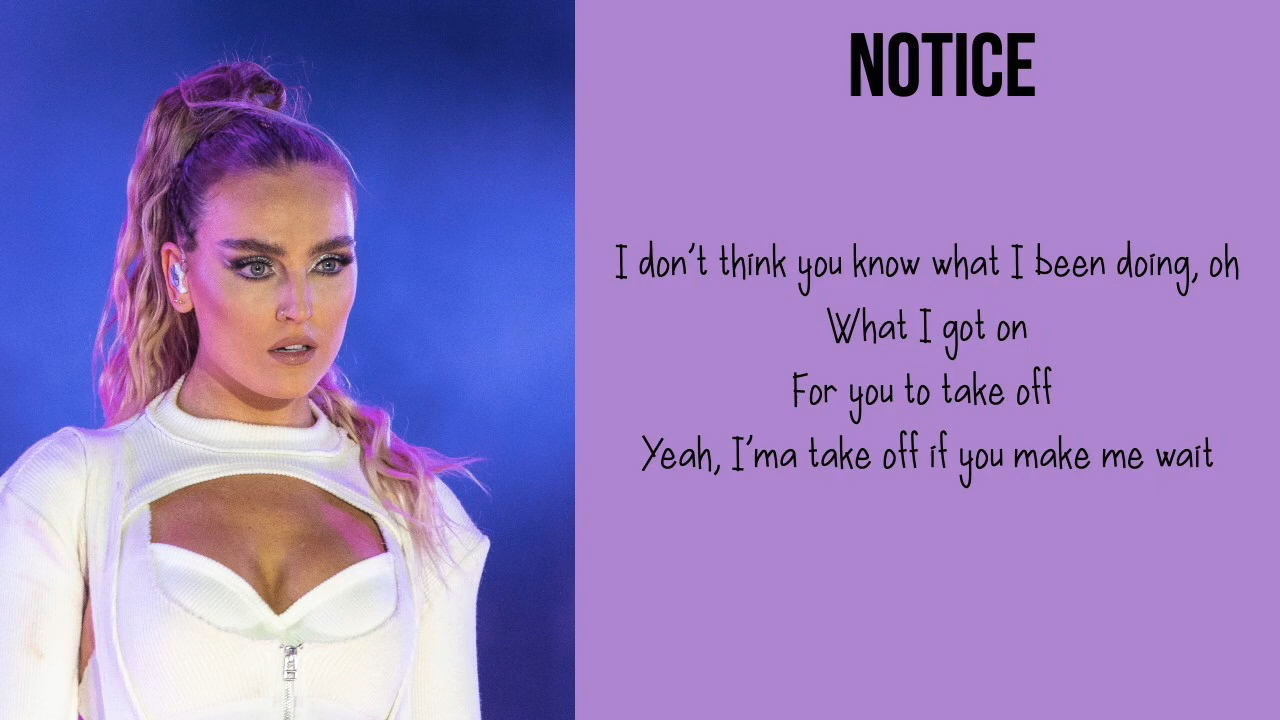 NOTICE
I don't think you know what I been doing, oh
What I got on
For you to take off
Yeah, I'ma take off if you make me wait